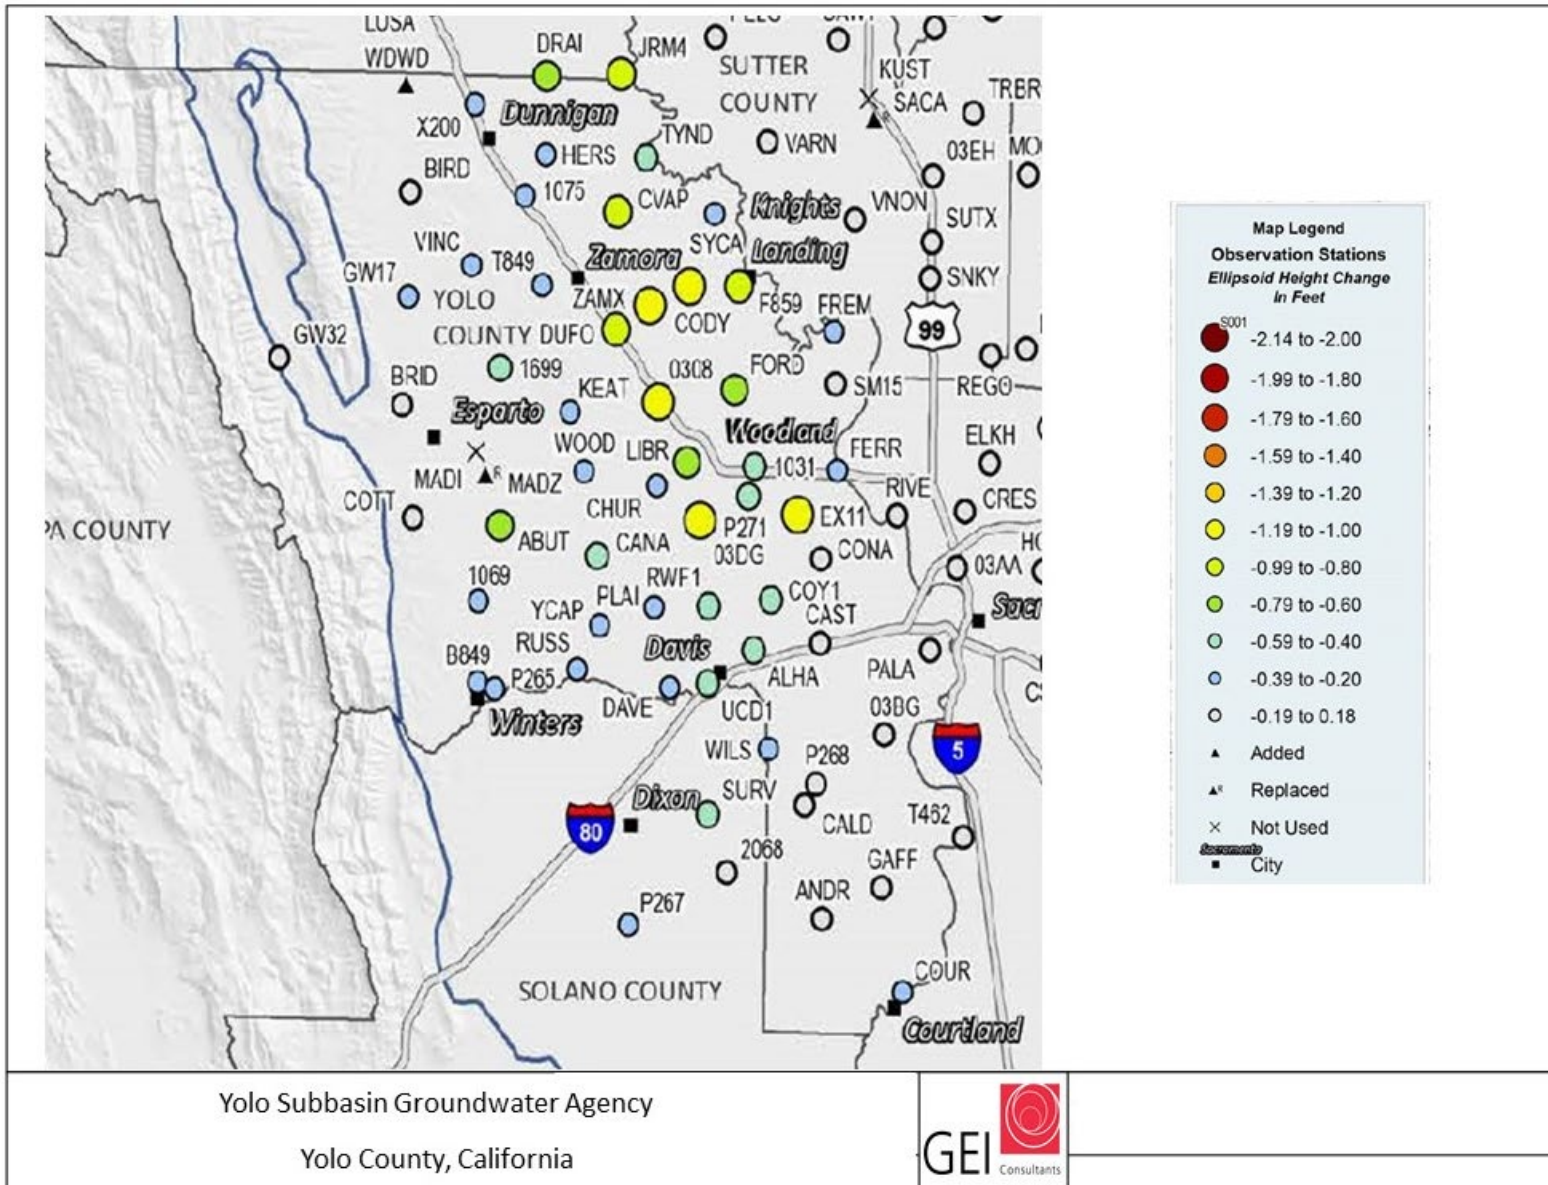 LUSA
WDWD
DRAI
JRM4
SUTTER
COUNTY
KUST
SACA
TRBR
X200
Dunnigan
TYND
VARN
03EH
MO
BIRD
HERS
1075
CVAP
SYCA
Knights
Landing
VNON
SUTX
VINC
T849
Zamora
SNKY
GW17
YOLO
COUNTY
ZAMX
CODY
F859
FREM
99
GW32
DUFO
1699
0308
FORD
SM15
REGO
BRID
KEAT
Esparto
Woodland
ELKH
WOOD
LIBR
1031
FERR
MADI
R
MADZ
COTT
CHUR
RIVE
CRES
PA COUNTY
ABUT
CANA
P271
03DG
EX11
CONA
HO
03AA
1069
PLAI
RWF1
COY1
CAST
Sacr
YCAP
RUSS
Davis
B849
P265
ALHA
PALA
CS
Winters
DAVE
UCD1
03BG
WILS
P268
5
Dixon
SURV
80
CALD
T462
2068
GAFF
P267
ANDR
SOLANO COUNTY
COUR
Courtland
Map Legend
Observation Stations
Ellipsoid Height Change
In Feet
S001
-2.14 to -2.00
-1.99 to -1.80
-1.79 to -1.60
-1.59 to -1.40
-1.39 to -1.20
-1.19 to -1.00
-0.99 to -0.80
-0.79 to -0.60
-0.59 to -0.40
-0.39 to -0.20
-0.19 to 0.18
Added
R Replaced
Not Used
Sacramento
City
Yolo Subbasin Groundwater Agency
Yolo County, California
GEI
Consultants